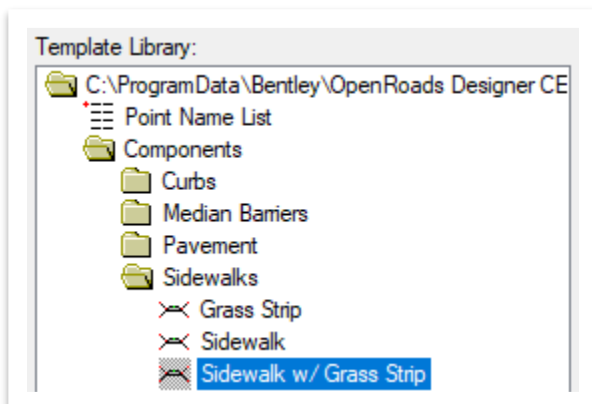 Template Library:
C:\ProgramData\Bentley\OpenRoads Designer CE
Point Name List
Components
Curbs
Median Barriers
Pavement
Sidewalks
Grass Strip
Sidewalk
Sidewalk w/ Grass Strip